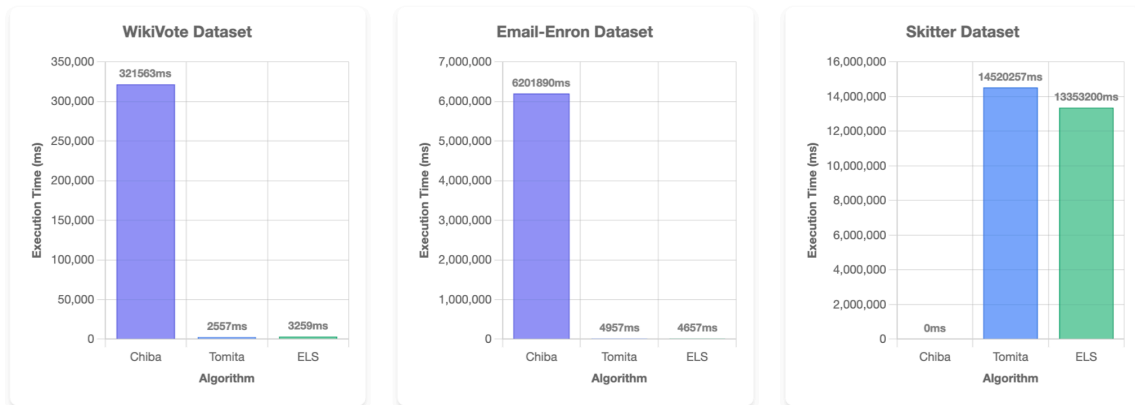 WikiVote Dataset
350,000
300,000
250,000
200,000
150,000
100,000
50,000
0
Execution Time (ms)
321563ms
2557ms
3259ms
Chiba Tomita ELS
Algorithm
Email-Enron Dataset
7,000,000
6,000,000
5,000,000
4,000,000
3,000,000
2,000,000
1,000,000
0
Execution Time (ms)
6201890ms
4957ms
4657ms
Chiba Tomita ELS
Algorithm
Skitter Dataset
16,000,000
14,000,000
12,000,000
10,000,000
8,000,000
6,000,000
4,000,000
2,000,000
0
Execution Time (ms)
0ms
14520257ms
13353200ms
Chiba Tomita ELS
Algorithm